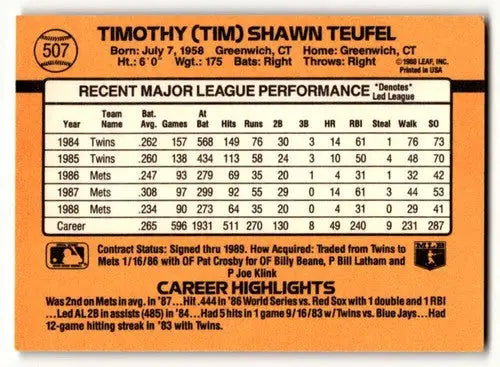 507
TIMOTHY (TIM) SHAWN TEUFEL
Born: July 7, 1958 Greenwich, CT Home: Greenwich, CT
Ht.: 6'0" Wgt.: 175 Bats: Right Throws: Right
©1988 LEAF, INC.
Printed in USA
RECENT MAJOR LEAGUE PERFORMANCE *Denotes* Led League
Year Team Name Bat. Avg. Games At Bat Hits Runs 2B 3B HR RBI Steal Walk SO
1984 Twins .262 157 568 149 76 30 3 14 61 1 76 73
1985 Twins .260 138 434 113 58 24 3 10 50 4 48 70
1986 Mets .247 93 279 69 35 20 1 4 31 1 32 42
1987 Mets .308 97 299 92 55 29 0 14 61 3 44 53
1988 Mets .234 90 273 64 35 20 0 4 31 0 29 41
Career .265 596 1931 511 270 130 8 49 240 9 231 287
Contract Status: Signed thru 1989. How Acquired: Traded from Twins to
Mets 1/16/86 with OF Pat Crosby for OF Billy Beane, P Bill Latham and
P Joe Klink
MLB
CAREER HIGHLIGHTS
Was 2nd on Mets in avg. in '87...Hit .444 in '86 World Series vs. Red Sox with 1 double and 1 RBI
...Led AL 2B in assists (485) in '84...Had 5 hits in 1 game 9/16/83 w/Twins vs. Blue Jays...Had
12-game hitting streak in '83 with Twins.